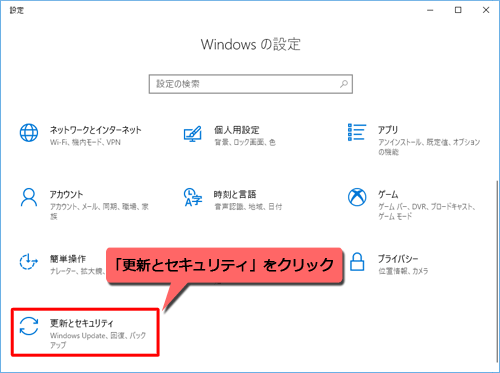 設定
Windows の設定
設定の検索
ネットワークとインターネット
Wi-Fi、機内モード、VPN
個人用設定
背景、ロック画面、色
アプリ
アンインストール、既定値、オプション
の機能
アカウント
アカウント、メール、同期、職場、家
族
時刻と言語
音声認識、地域、日付
ゲーム
ゲーム バー、DVR、ブロードキャスト、
ゲーム モード
簡単操作
ナレーター、拡大鏡、
プライバシー
位置情報、カメラ
「更新とセキュリティ」をクリック
更新とセキュリティ
Windows Update、回復、バック
アップ